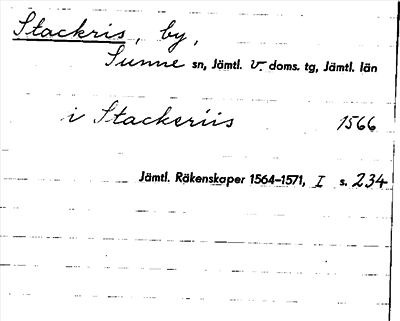 Stackris, by,
Sunne sn, Jämtl. v. doms. tg, Jämtl. län
i Stackeriis 1566
Jämtl. Räkenskaper 1564–1571, I s. 234